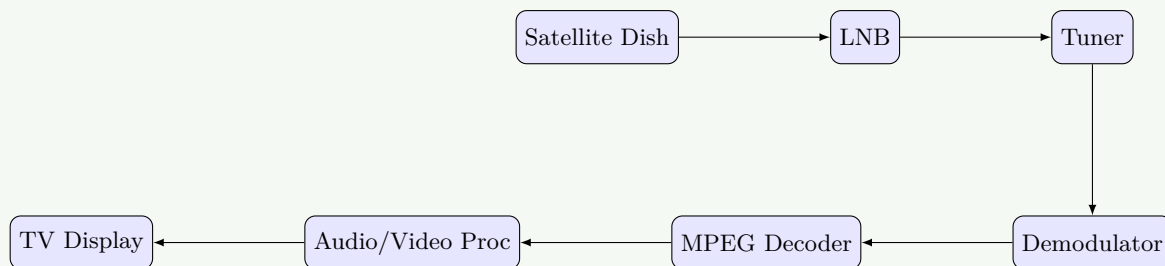 Satellite Dish
LNB
Tuner
TV Display
Audio/Video Proc
MPEG Decoder
Demodulator